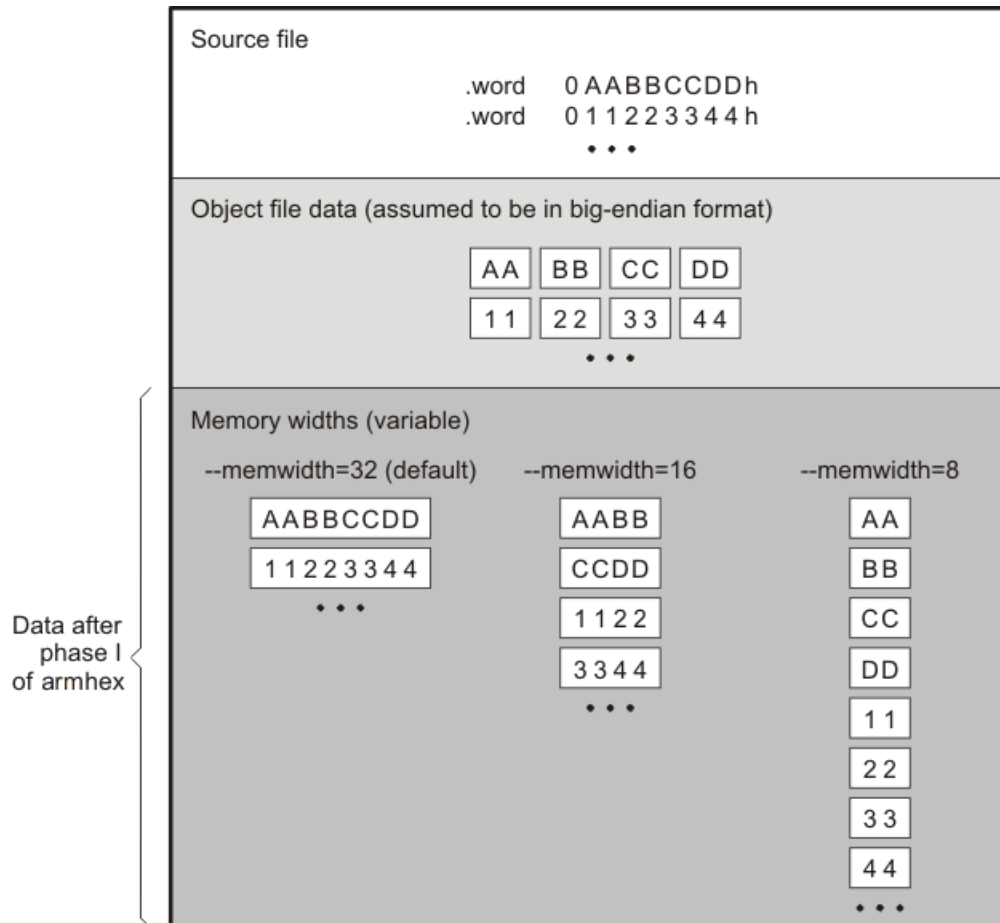 Source file
.word 0AABBCCDDh
.word 011223344h
• • •
Object file data (assumed to be in big-endian format)
AA BB CC DD
11 22 33 44
• • •
Data after
phase I
of armhex
Memory widths (variable)
--memwidth=32 (default)
AABBCCDD
11223344
• • •
--memwidth=16
AABB
CCDD
1122
3344
• • •
--memwidth=8
AA
BB
CC
DD
11
22
33
44
• • •